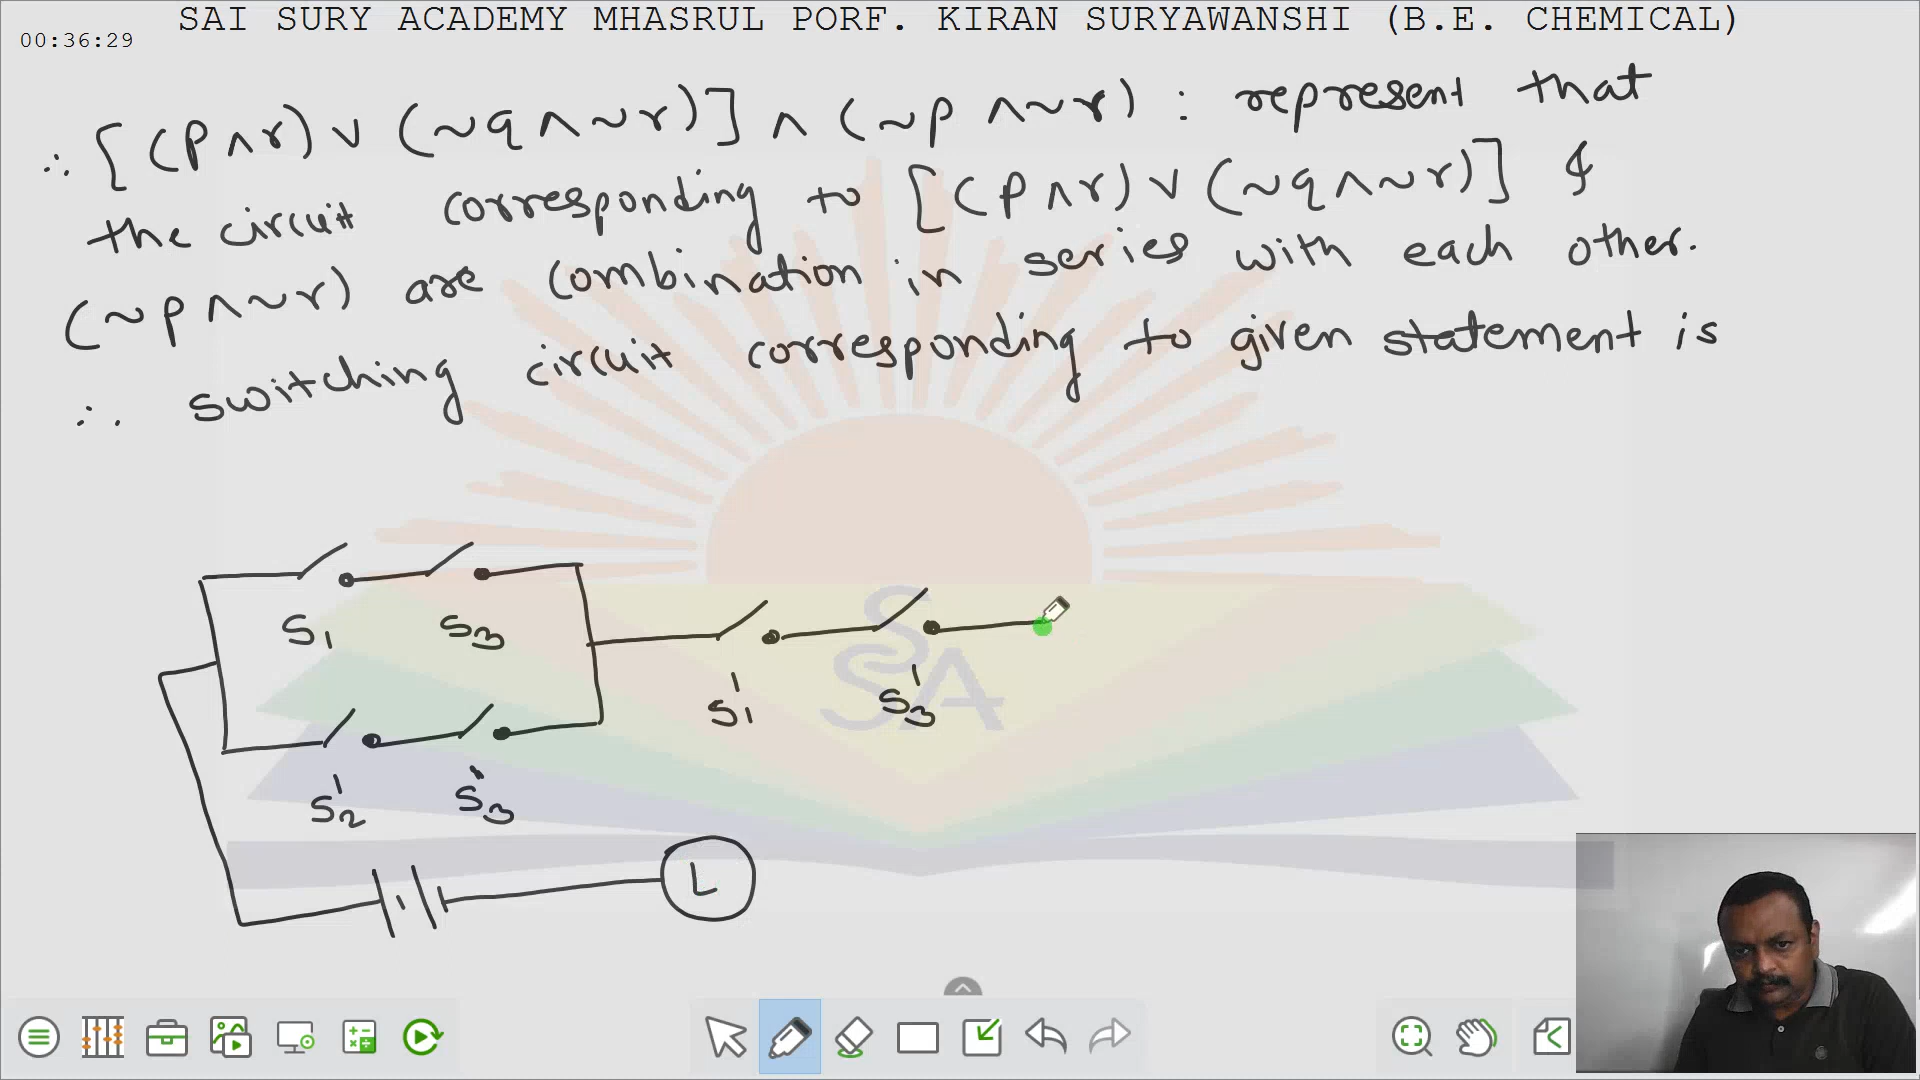 SAI SURY ACADEMY MHASRUL PORF. KIRAN SURYAWANSHI (B.E. CHEMICAL)
00:36:29
∴ [(p∧r)∨(~q∧~r)]∧(~p∧~r) : represent that
the circuit corresponding to [(p∧r)∨(~q∧~r)] &
(~p∧~r) are combination in series with each other.
∴ switching circuit corresponding to given statement is
S1 S3
S1' S3'
S2' S3'
L
SSA